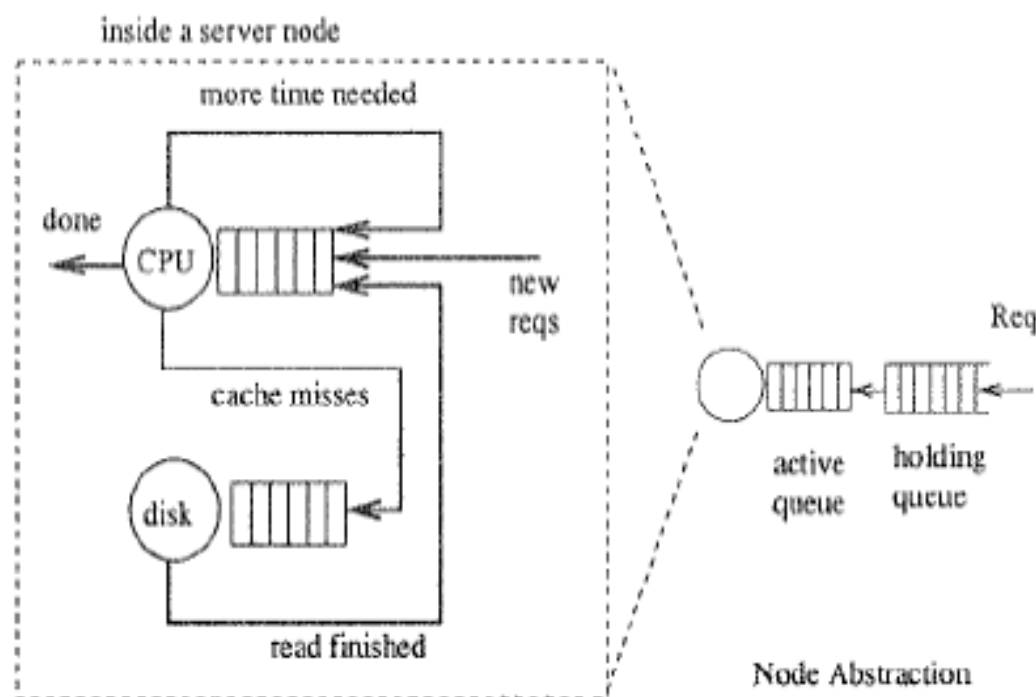 inside a server node
more time needed
done
CPU
new
reqs
Req
cache misses
active
queue
holding
queue
disk
read finished
Node Abstraction